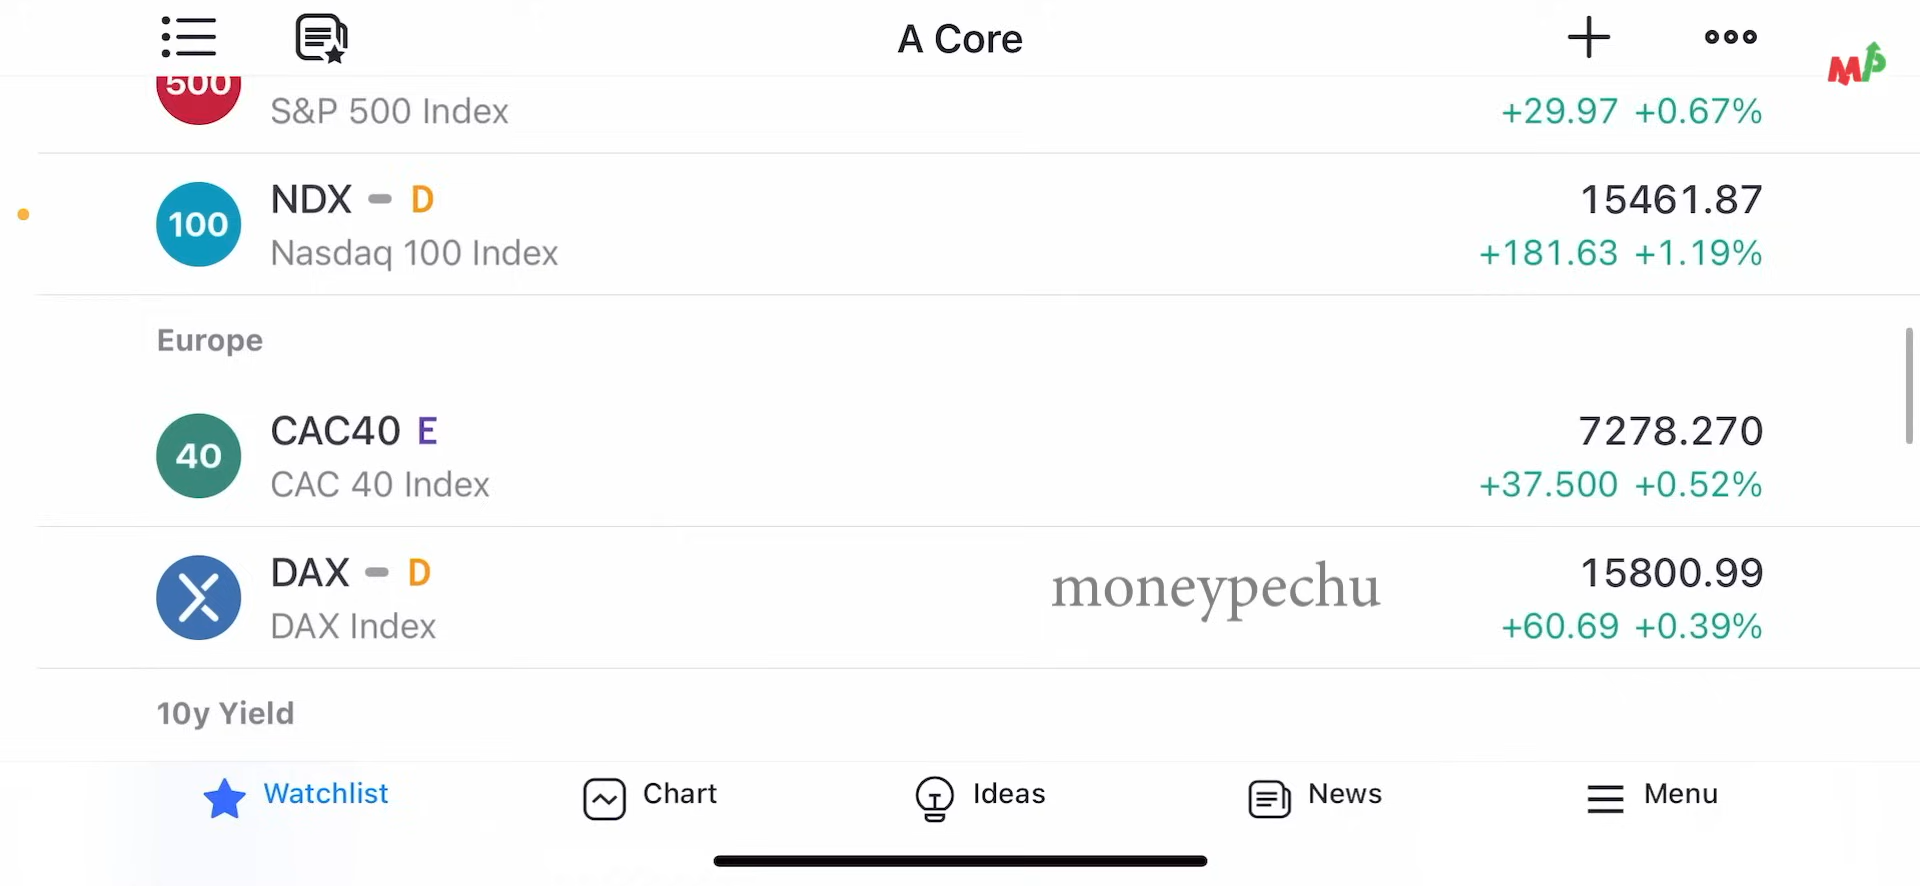 A Core
MP
500
S&P 500 Index
+29.97 +0.67%
100
NDX D
15461.87
Nasdaq 100 Index
+181.63 +1.19%
Europe
40
CAC40 E
7278.270
CAC 40 Index
+37.500 +0.52%
DAX D
15800.99
DAX Index
+60.69 +0.39%
moneypechu
10y Yield
Watchlist
Chart
Ideas
News
Menu